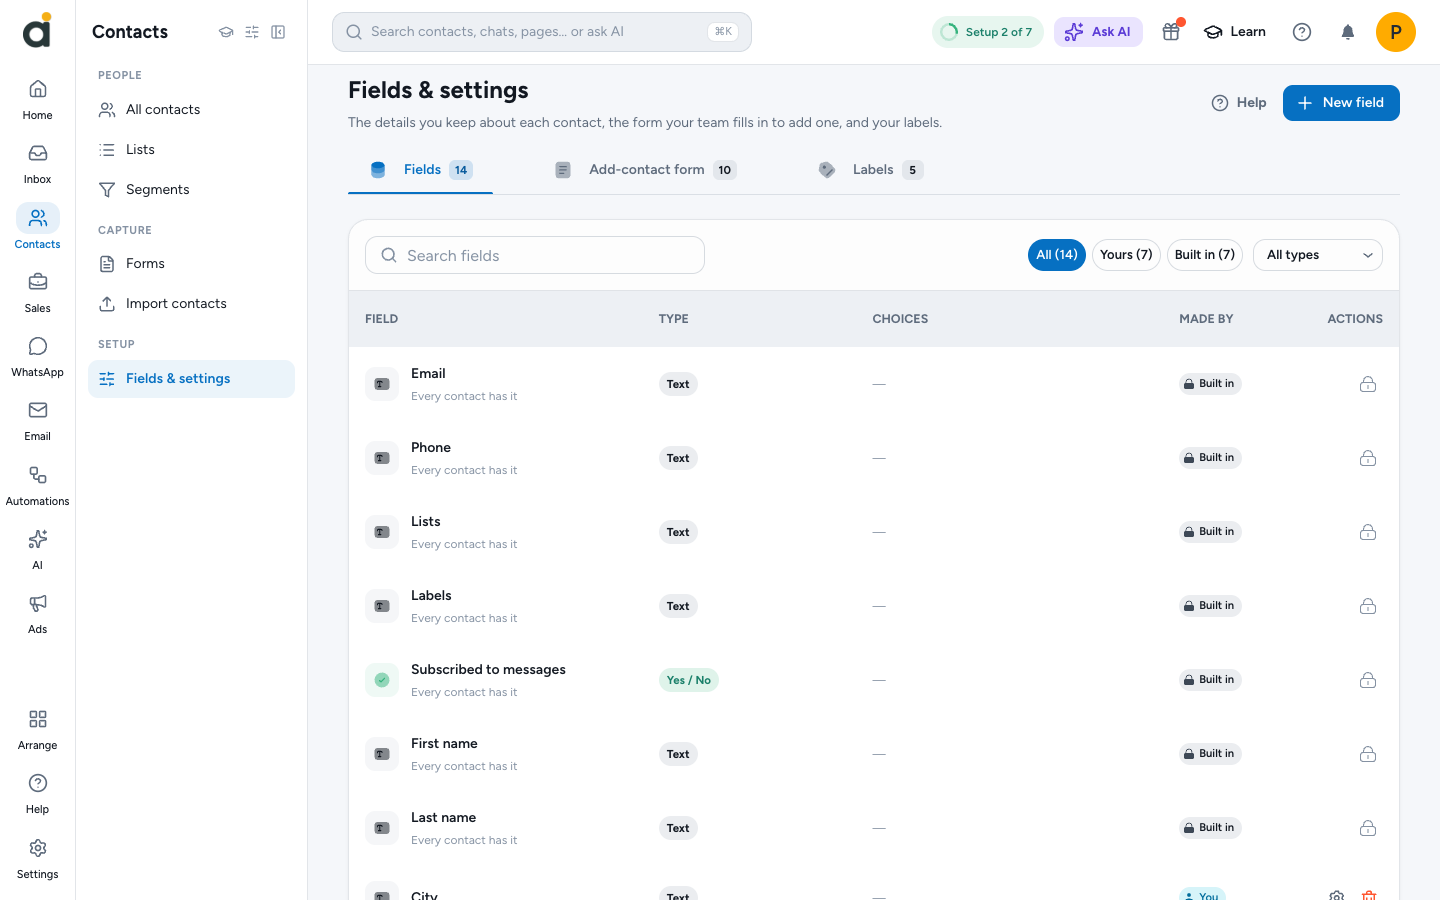 Contacts
Search contacts, chats, pages... or ask AI
⌘K
Setup 2 of 7
Ask AI
Learn
P
Home
Inbox
Contacts
Sales
WhatsApp
Email
Automations
AI
Ads
Arrange
Help
Settings
PEOPLE
All contacts
Lists
Segments
CAPTURE
Forms
Import contacts
SETUP
Fields & settings
Fields & settings
The details you keep about each contact, the form your team fills in to add one, and your labels.
Help
New field
Fields 14
Add-contact form 10
Labels 5
Search fields
All (14)
Yours (7)
Built in (7)
All types
FIELD TYPE CHOICES MADE BY ACTIONS
Email
Every contact has it
Text — Built in
Phone
Every contact has it
Text — Built in
Lists
Every contact has it
Text — Built in
Labels
Every contact has it
Text — Built in
Subscribed to messages
Every contact has it
Yes / No — Built in
First name
Every contact has it
Text — Built in
Last name
Every contact has it
Text — Built in
City Text — You